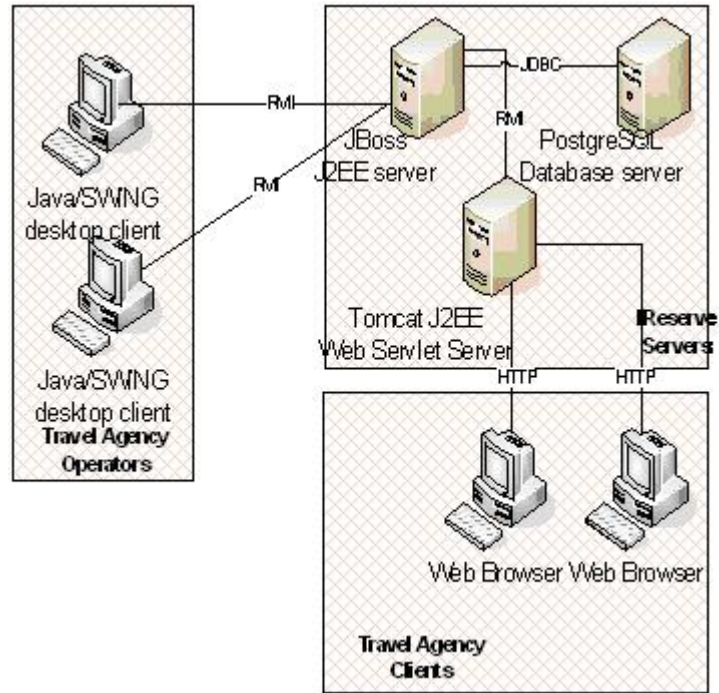 Java/SWING
desktop client
RMI
Java/SWING
desktop client
RMI
Travel Agency
Operators
JBoss
J2EE server
JDBC
RMI
PostgreSQL
Database server
Tomcat J2EE
Web Servlet Server
IReserve
Servers
HTTP
HTTP
Web Browser
Web Browser
Travel Agency
Clients